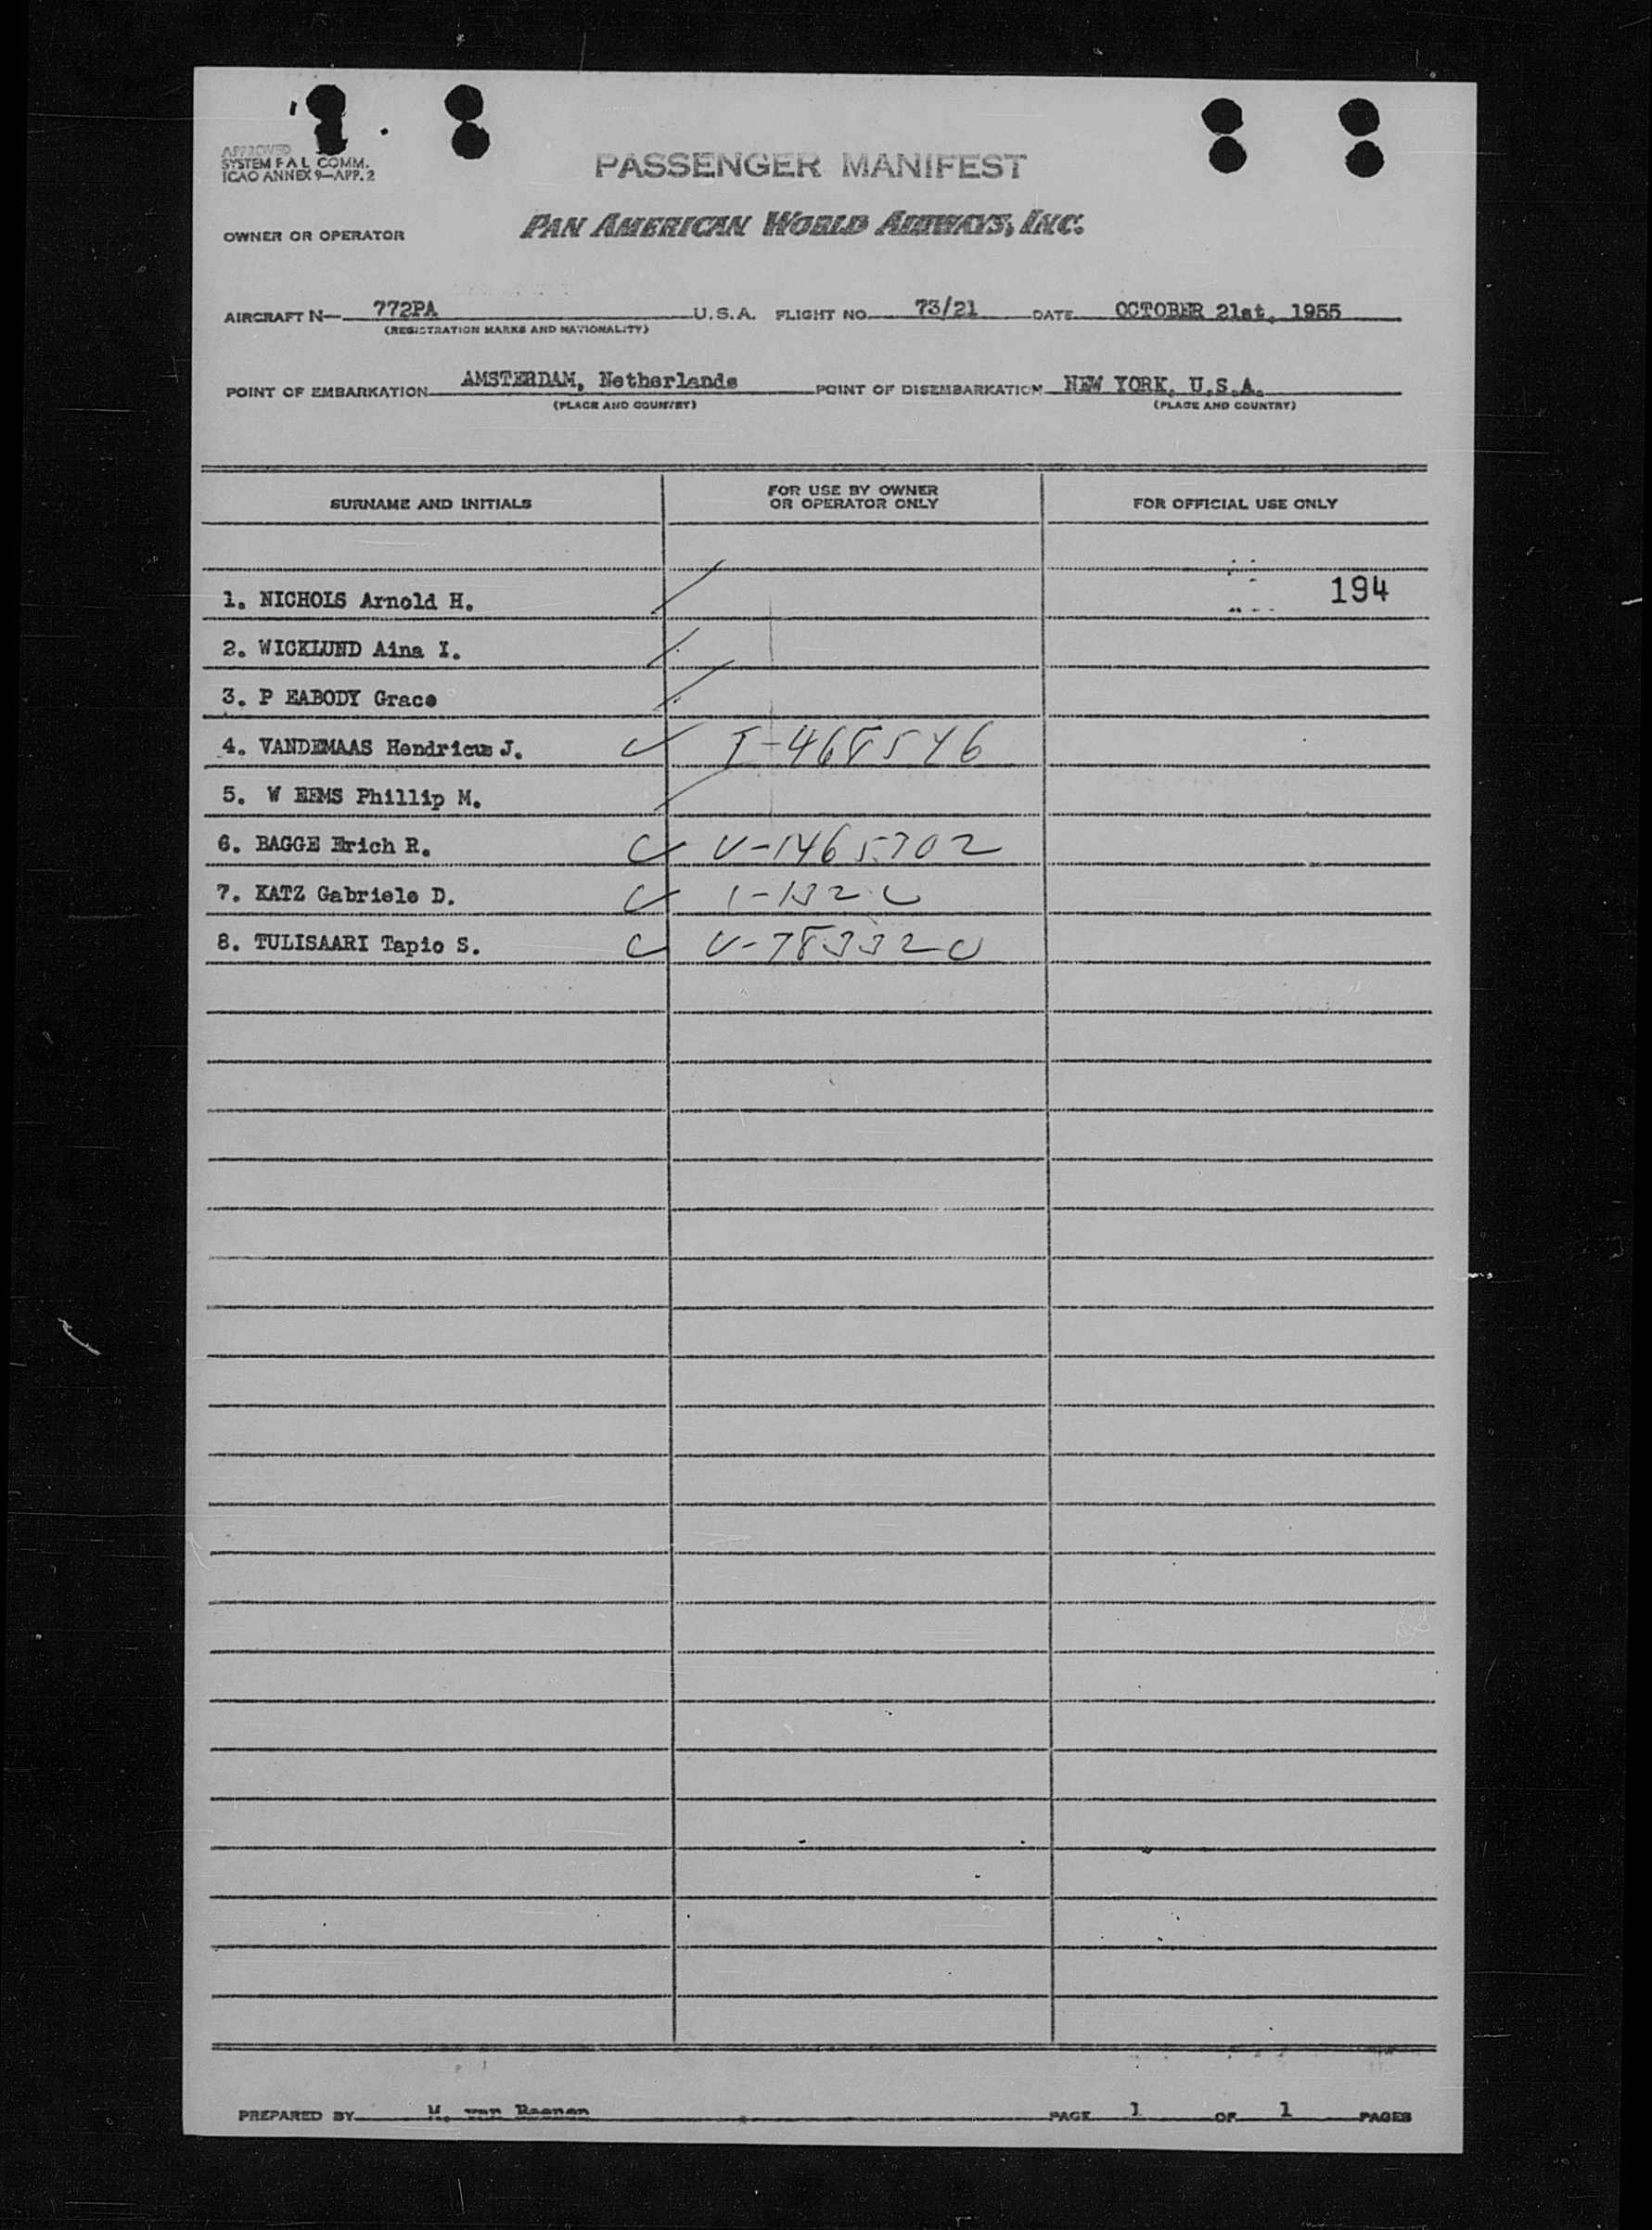 APPROVED
SYSTEM F A L COMM.
ICAO ANNEX 9—APP. 2
PASSENGER MANIFEST
OWNER OR OPERATOR PAN AMERICAN WORLD AIRWAYS, INC.
AIRCRAFT N— 772PA U.S.A. FLIGHT NO. 73/21 DATE OCTOBER 21st, 1955
(REGISTRATION MARKS AND NATIONALITY)
POINT OF EMBARKATION AMSTERDAM, Netherlands POINT OF DISEMBARKATION NEW YORK, U.S.A.
(PLACE AND COUNTRY) (PLACE AND COUNTRY)
SURNAME AND INITIALS FOR USE BY OWNER OR OPERATOR ONLY FOR OFFICIAL USE ONLY
1. NICHOLS Arnold H. 194
2. WICKLUND Aina I.
3. P EABODY Grace
4. VANDEMAAS Hendricus J. I-468546
5. W EEMS Phillip M.
6. BAGGE Erich R. V-1465702
7. KATZ Gabriele D.
8. TULISAARI Tapio S. V-783320
PREPARED BY M. van PAGE 1 OF 1 PAGES